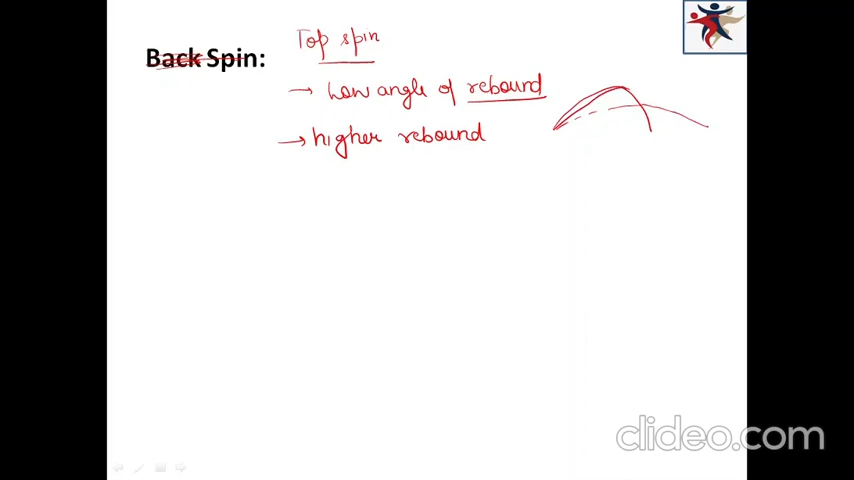 Top spin
Back Spin:
→ Low angle of rebound
→ higher rebound
clideo.com